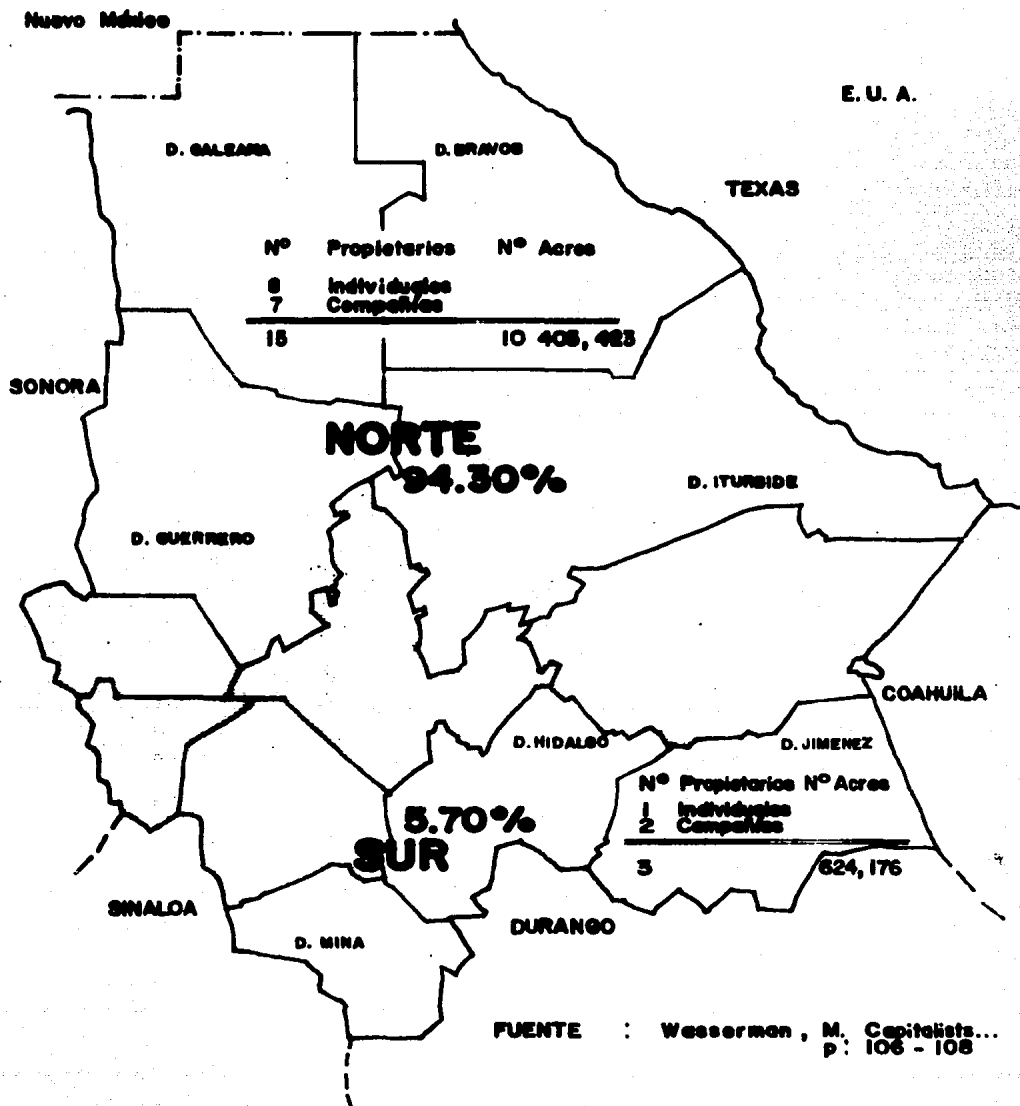 Nuevo México
E. U. A.
D. GALEANA
D. BRAVOS
TEXAS
Nº Propietarios Nº Acres
8 Individuales
7 Compañías
15 10 405, 423
SONORA
NORTE
94.30%
D. ITURBIDE
D. GUERRERO
COAHUILA
D. HIDALGO
D. JIMENEZ
Nº Propietarios Nº Acres
1 Individuales
2 Compañías
3 624, 176
5.70%
SUR
SINALOA
DURANGO
D. MINA
FUENTE : Wasserman, M. Capitalists...
p: 106 - 108